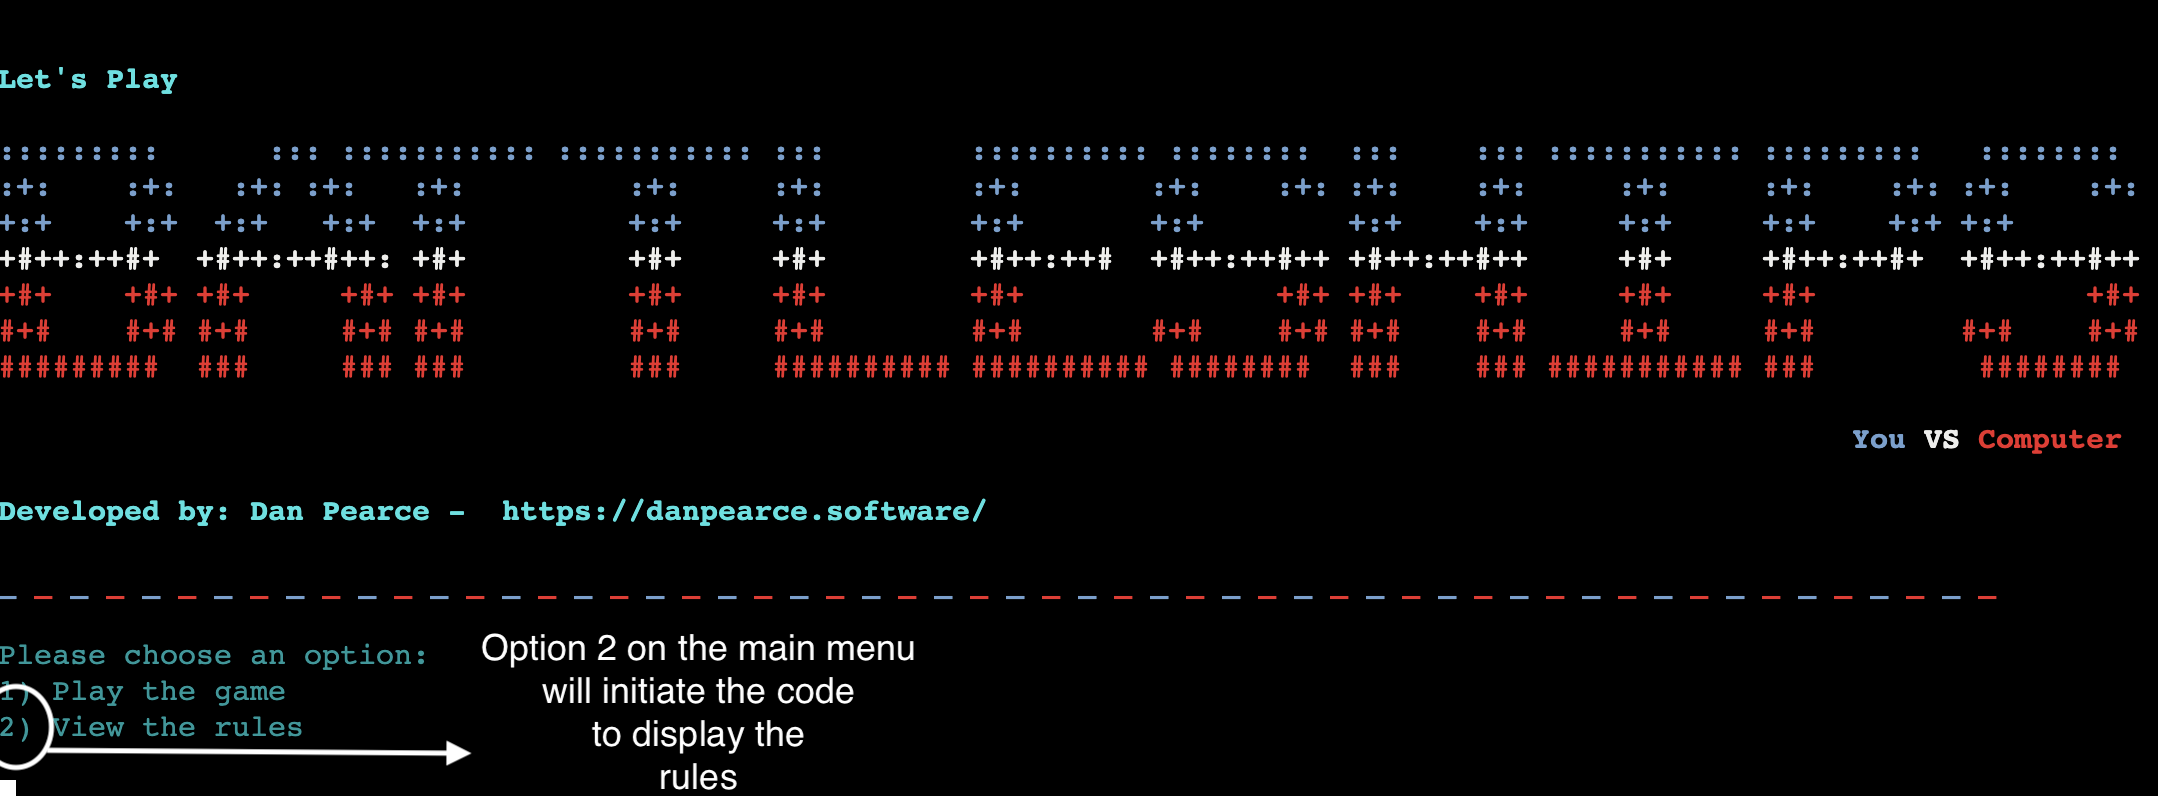 Let's Play
BATTLESHIPS
You VS Computer
Developed by: Dan Pearce -  https://danpearce.software/
Please choose an option:
1) Play the game
2) View the rules
Option 2 on the main menu
will initiate the code
to display the
rules